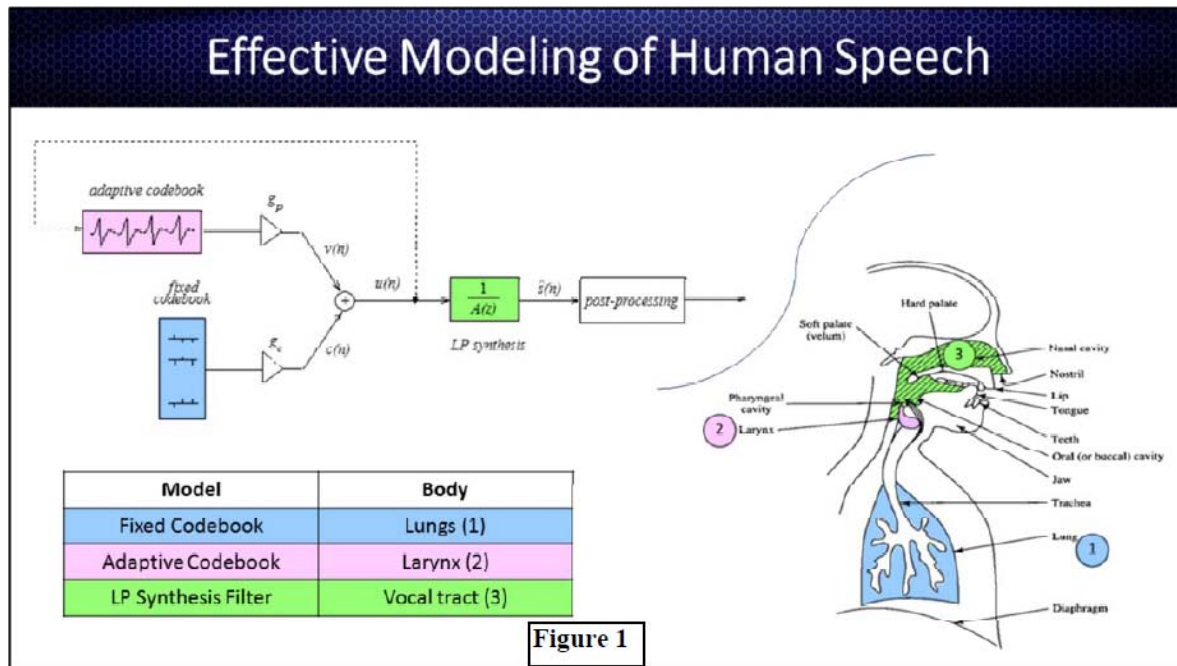 Effective Modeling of Human Speech
adaptive codebook
g_p
v(n)
fixed
codebook
g_c
c(n)
+
u(n)
1
A(z)
LP synthesis
ŝ(n)
post-processing
Hard palate
Soft palate
(velum)
3
Nasal cavity
Nostril
Lip
Tongue
Teeth
Oral (or buccal) cavity
Jaw
Trachea
Lung
1
Diaphragm
Pharyngeal
cavity
2
Larynx
Model Body
Fixed Codebook Lungs (1)
Adaptive Codebook Larynx (2)
LP Synthesis Filter Vocal tract (3)
Figure 1